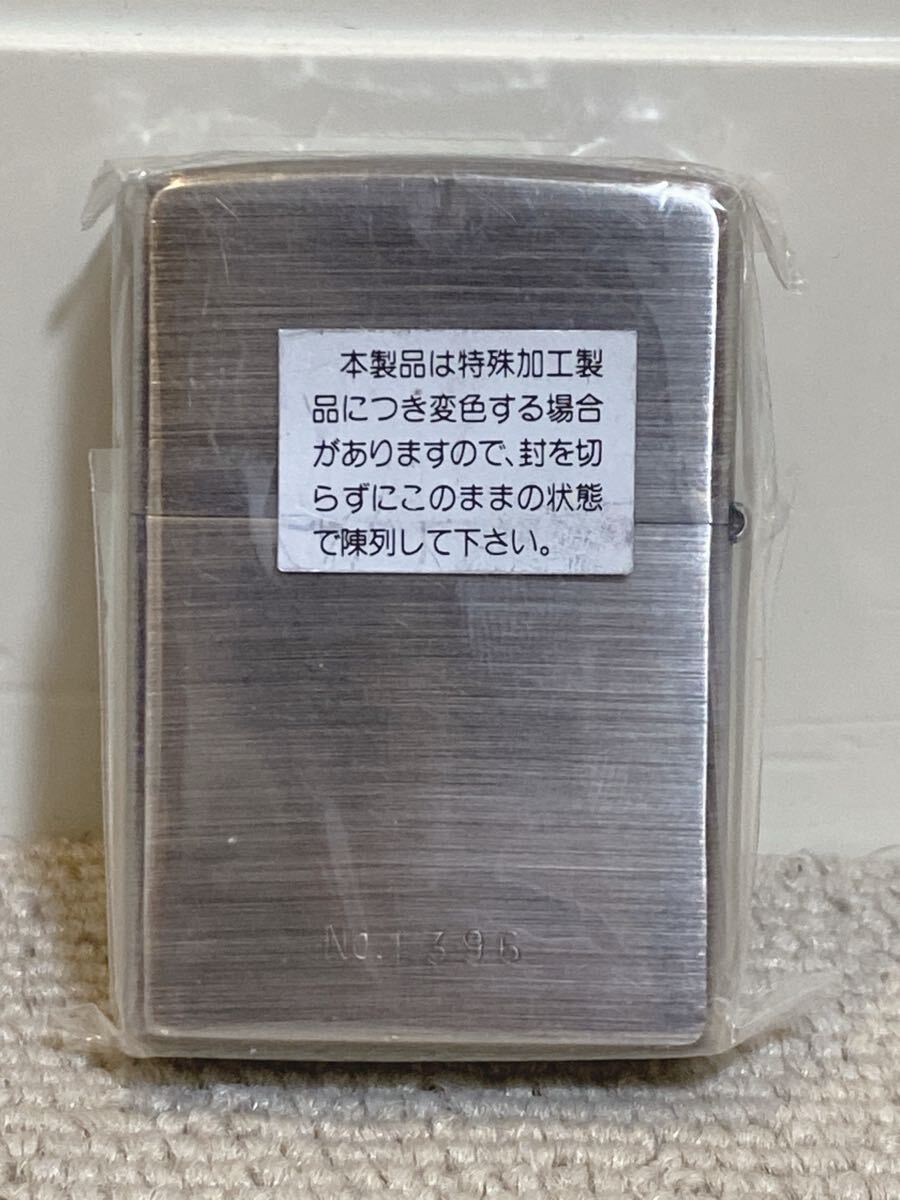 本製品は特殊加工製
品につき変色する場合
がありますので、封を切
らずにこのままの状態
で陳列して下さい。
No.1396